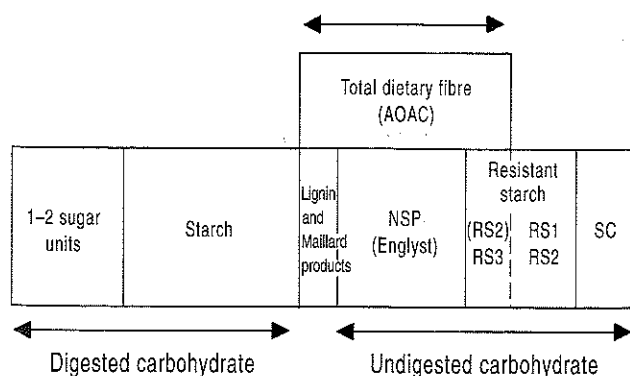 Total dietary fibre
(AOAC)
1–2 sugar
units
Starch
Lignin
and
Maillard
products
NSP
(Englyst)
Resistant
starch
(RS2)
RS3
RS1
RS2
SC
Digested carbohydrate
Undigested carbohydrate